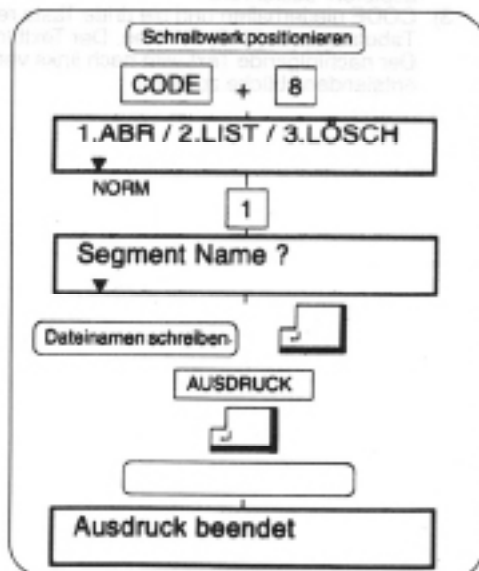 Schreibwerk positionieren
CODE + 8
1.ABR / 2.LIST / 3.LÖSCH
NORM
1
Segment Name ?
Dateinamen schreiben
AUSDRUCK
Ausdruck beendet